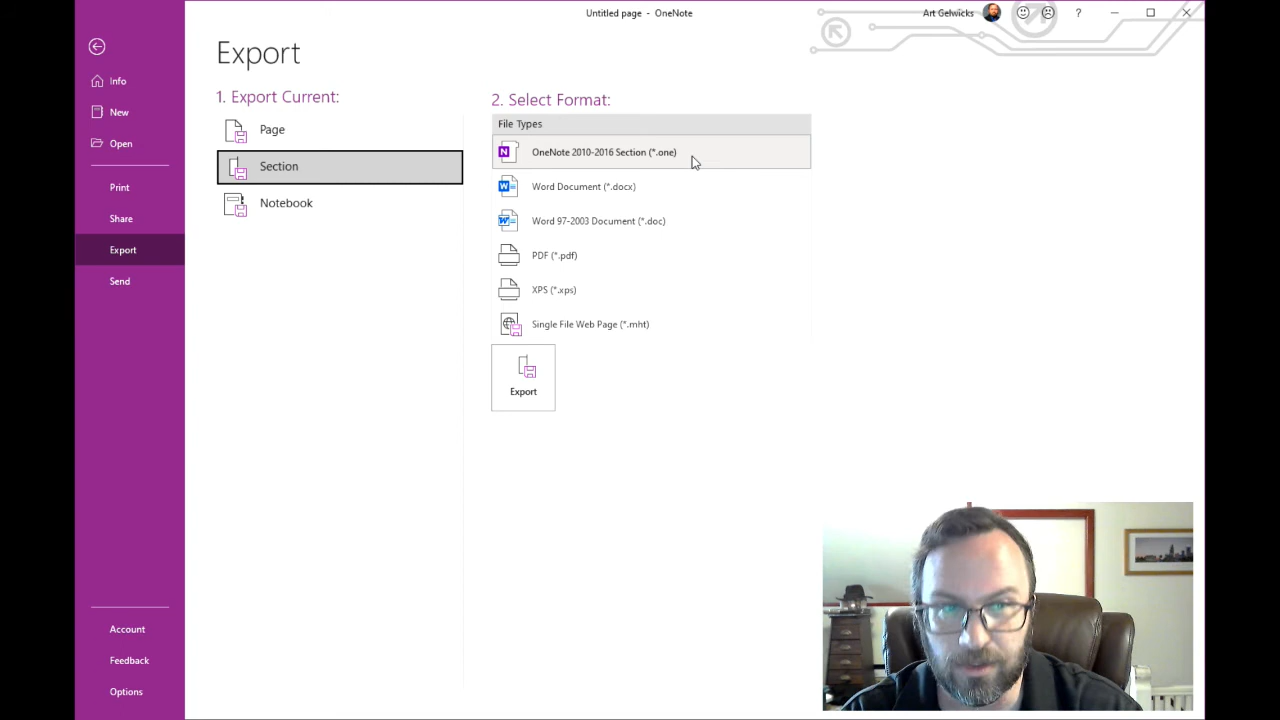 Untitled page - OneNote
Art Gelwicks
?
Export
Info
New
Open
Print
Share
Export
Send
Account
Feedback
Options
1. Export Current:
Page
Section
Notebook
2. Select Format:
File Types
N
OneNote 2010-2016 Section (*.one)
W
Word Document (*.docx)
W
Word 97-2003 Document (*.doc)
PDF (*.pdf)
XPS (*.xps)
Single File Web Page (*.mht)
Export